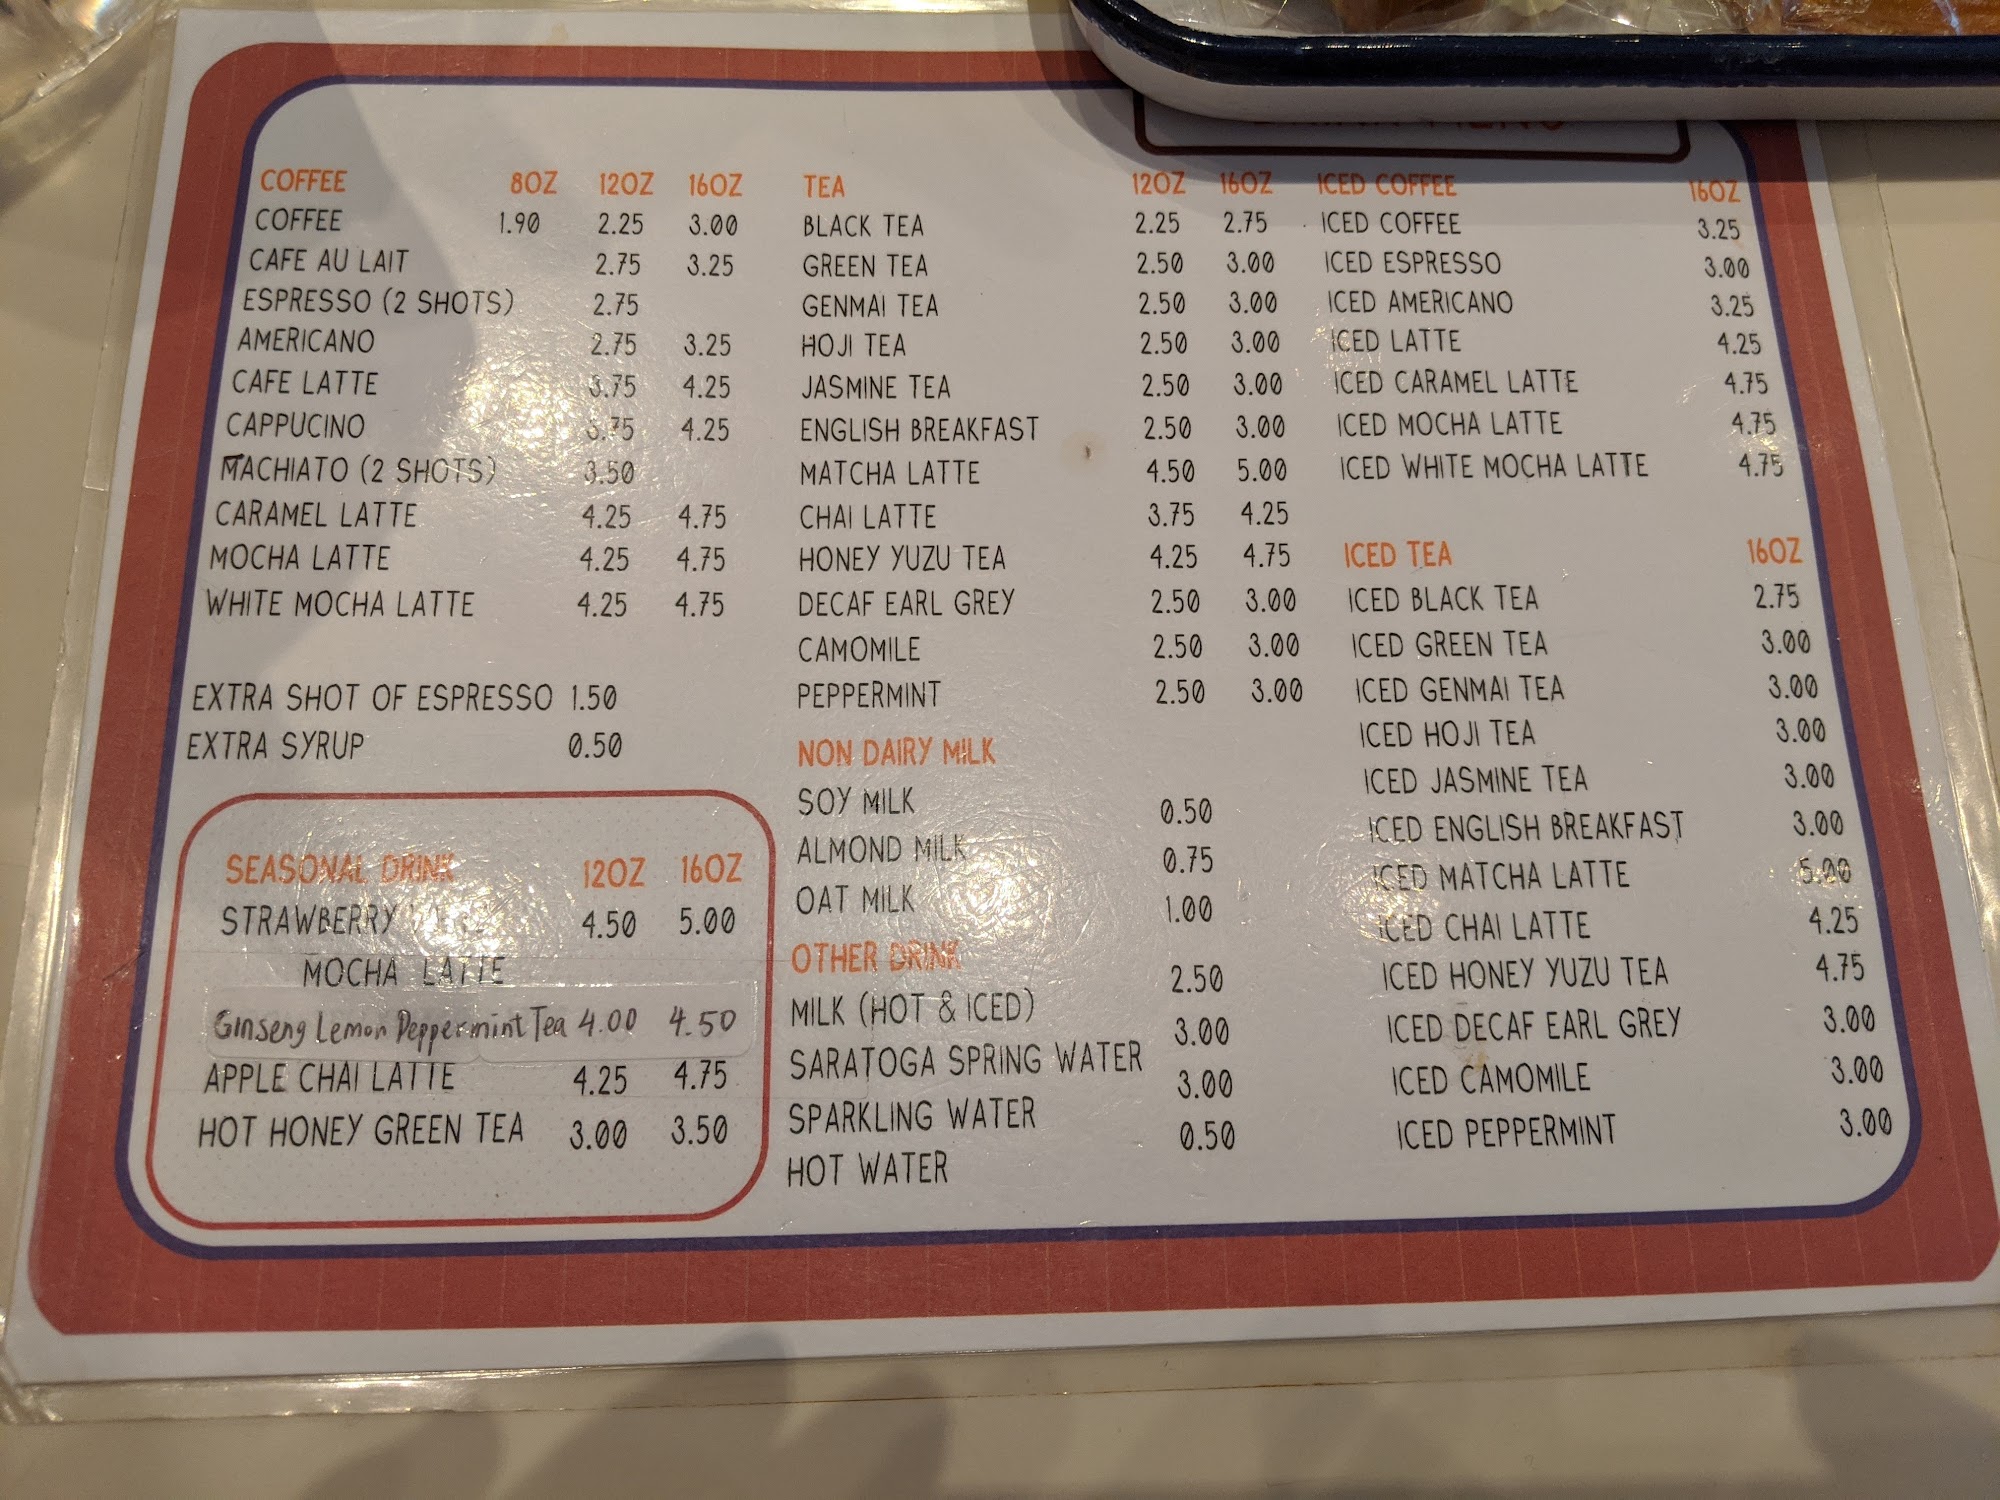 COFFEE 8OZ 12OZ 16OZ
COFFEE 1.90 2.25 3.00
CAFE AU LAIT 2.75 3.25
ESPRESSO (2 SHOTS) 2.75
AMERICANO 2.75 3.25
CAFE LATTE 3.75 4.25
CAPPUCINO 3.75 4.25
MACHIATO (2 SHOTS) 3.50
CARAMEL LATTE 4.25 4.75
MOCHA LATTE 4.25 4.75
WHITE MOCHA LATTE 4.25 4.75
EXTRA SHOT OF ESPRESSO 1.50
EXTRA SYRUP 0.50
SEASONAL DRINK 12OZ 16OZ
STRAWBERRY 4.50 5.00
MOCHA LATTE
Ginseng Lemon Peppermint Tea 4.00 4.50
APPLE CHAI LATTE 4.25 4.75
HOT HONEY GREEN TEA 3.00 3.50
TEA 12OZ 16OZ
BLACK TEA 2.25 2.75
GREEN TEA 2.50 3.00
GENMAI TEA 2.50 3.00
HOJI TEA 2.50 3.00
JASMINE TEA 2.50 3.00
ENGLISH BREAKFAST 2.50 3.00
MATCHA LATTE 4.50 5.00
CHAI LATTE 3.75 4.25
HONEY YUZU TEA 4.25 4.75
DECAF EARL GREY 2.50 3.00
CAMOMILE 2.50 3.00
PEPPERMINT 2.50 3.00
NON DAIRY MILK
SOY MILK 0.50
ALMOND MILK 0.75
OAT MILK 1.00
OTHER DRINK
MILK (HOT & ICED) 2.50
SARATOGA SPRING WATER 3.00
SPARKLING WATER 3.00
HOT WATER 0.50
ICED COFFEE 16OZ
ICED COFFEE 3.25
ICED ESPRESSO 3.00
ICED AMERICANO 3.25
ICED LATTE 4.25
ICED CARAMEL LATTE 4.75
ICED MOCHA LATTE 4.75
ICED WHITE MOCHA LATTE 4.75
ICED TEA 16OZ
ICED BLACK TEA 2.75
ICED GREEN TEA 3.00
ICED GENMAI TEA 3.00
ICED HOJI TEA 3.00
ICED JASMINE TEA 3.00
ICED ENGLISH BREAKFAST 3.00
ICED MATCHA LATTE 5.00
ICED CHAI LATTE 4.25
ICED HONEY YUZU TEA 4.75
ICED DECAF EARL GREY 3.00
ICED CAMOMILE 3.00
ICED PEPPERMINT 3.00